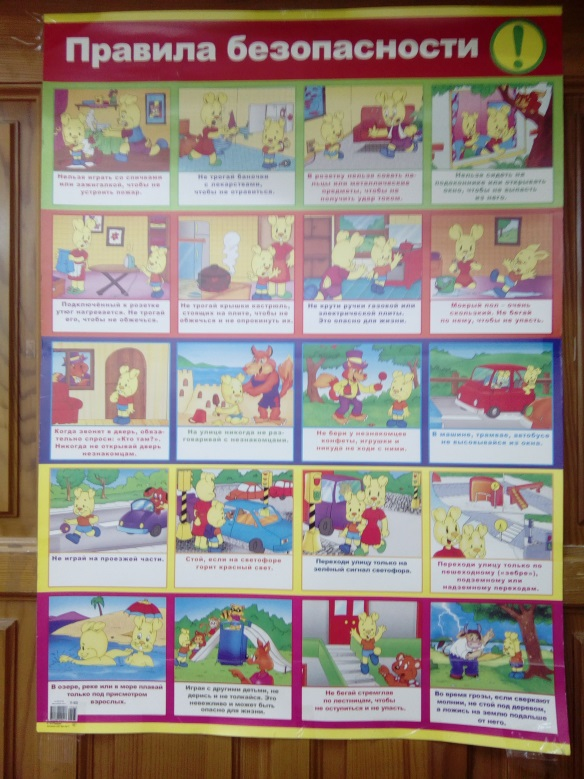 Правила безопасности !
Нельзя играть со спичками
или зажигалкой, чтобы не
устроить пожар.
Не трогай баночки
с лекарствами,
чтобы не отравиться.
В розетку нельзя совать па-
льцы или металлические
предметы, чтобы не
получить удар током.
Нельзя сидеть на
подоконнике или открывать
окно, чтобы не выпасть
из него.
Подключённый к розетке
утюг нагревается. Не трогай
его, чтобы не обжечься.
Не трогай крышки кастрюль,
стоящих на плите, чтобы не
обжечься и не опрокинуть их.
Не крути ручки газовой или
электрической плиты.
Это опасно для жизни.
Мокрый пол – очень
скользкий. Не бегай
по нему, чтобы не упасть.
Когда звонят в дверь, обяза-
тельно спроси: «Кто там?».
Никогда не открывай дверь
незнакомцам.
На улице никогда не раз-
говаривай с незнакомцами.
Не бери у незнакомцев
конфеты, игрушки и
никуда не ходи с ними.
В машине, трамвае, автобусе
не высовывайся из окна.
Не играй на проезжей части.
Стой, если на светофоре
горит красный свет.
Переходи улицу только на
зелёный сигнал светофора.
Переходи улицу только по
пешеходному («зебре»),
подземному или
надземному переходам.
В озере, реке или в море плавай
только под присмотром
взрослых.
Играя с другими детьми, не
дерись и не толкайся. Это
невежливо и может быть
опасно для жизни.
Не бегай стремглав
по лестницам, чтобы
не оступиться и не упасть.
Во время грозы, если сверкают
молнии, не стой под деревом,
а ложись на землю подальше
от него.